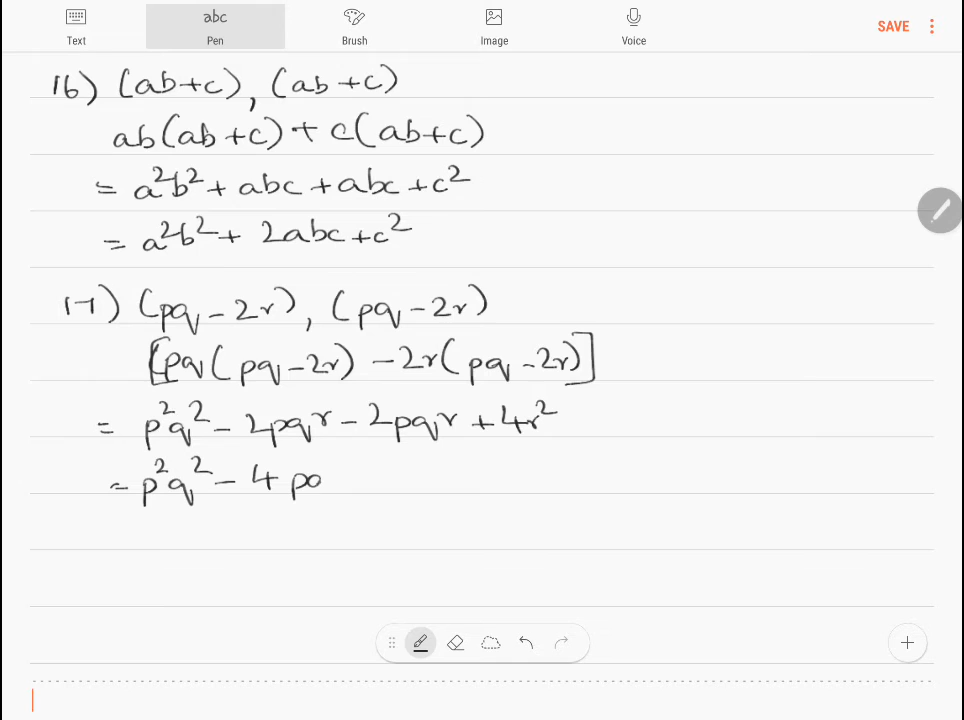 Text abc Pen Brush Image Voice SAVE
16) (ab+c), (ab+c)
ab(ab+c) + c(ab+c)
= a²b² + abc + abc + c²
= a²b² + 2abc + c²
17) (pq - 2r), (pq - 2r)
[pq(pq - 2r) - 2r(pq - 2r)]
= p²q² - 2pqr - 2pqr + 4r²
= p²q² - 4 pq